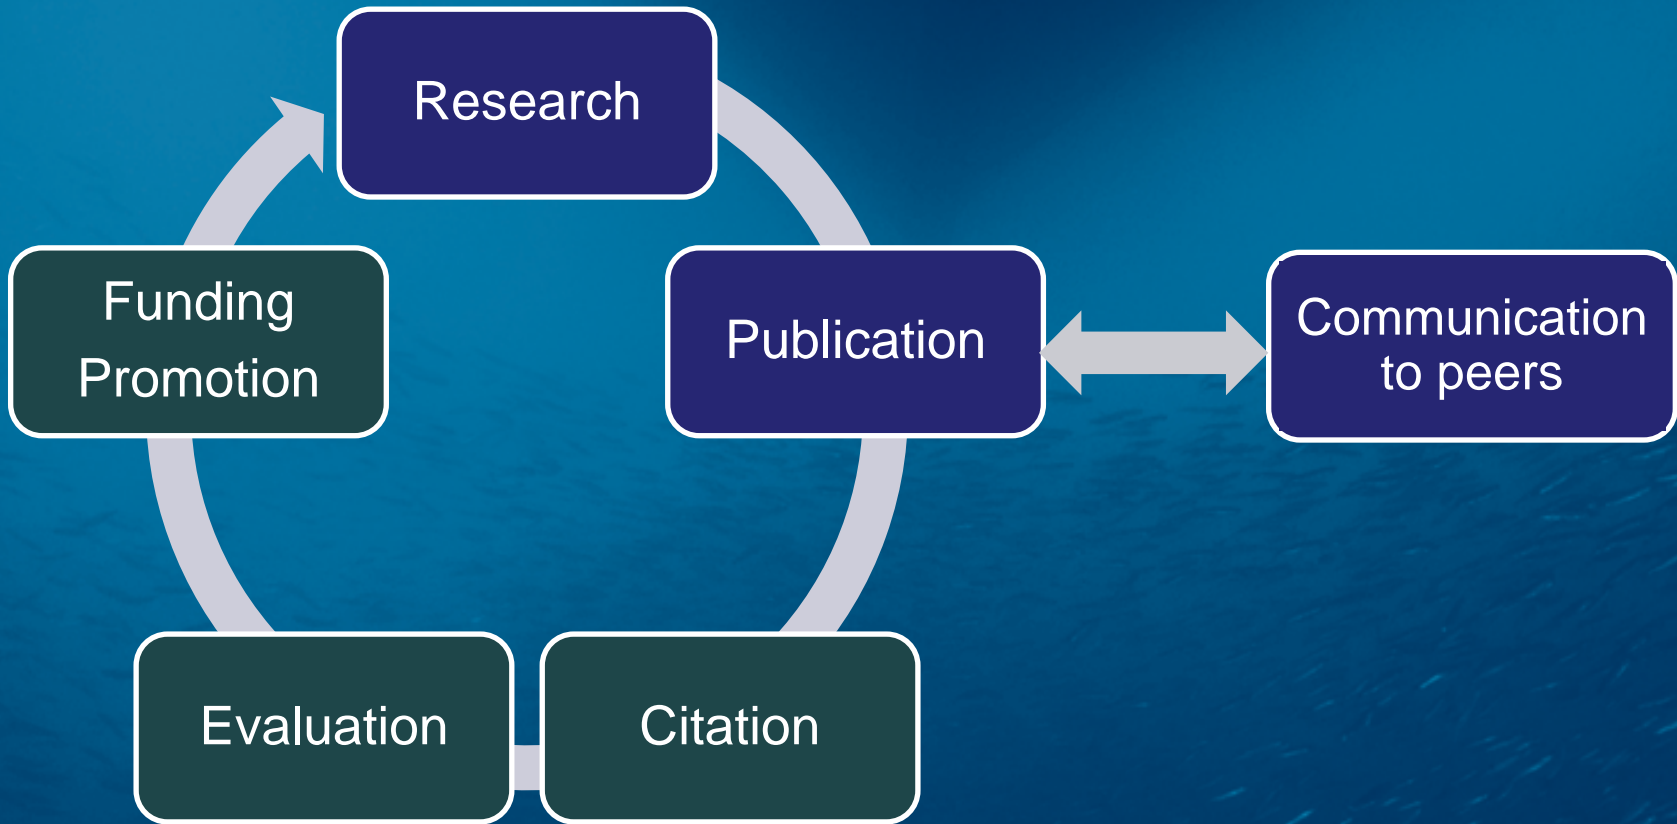 Research
Funding
Promotion
Publication
Communication
to peers
Evaluation
Citation